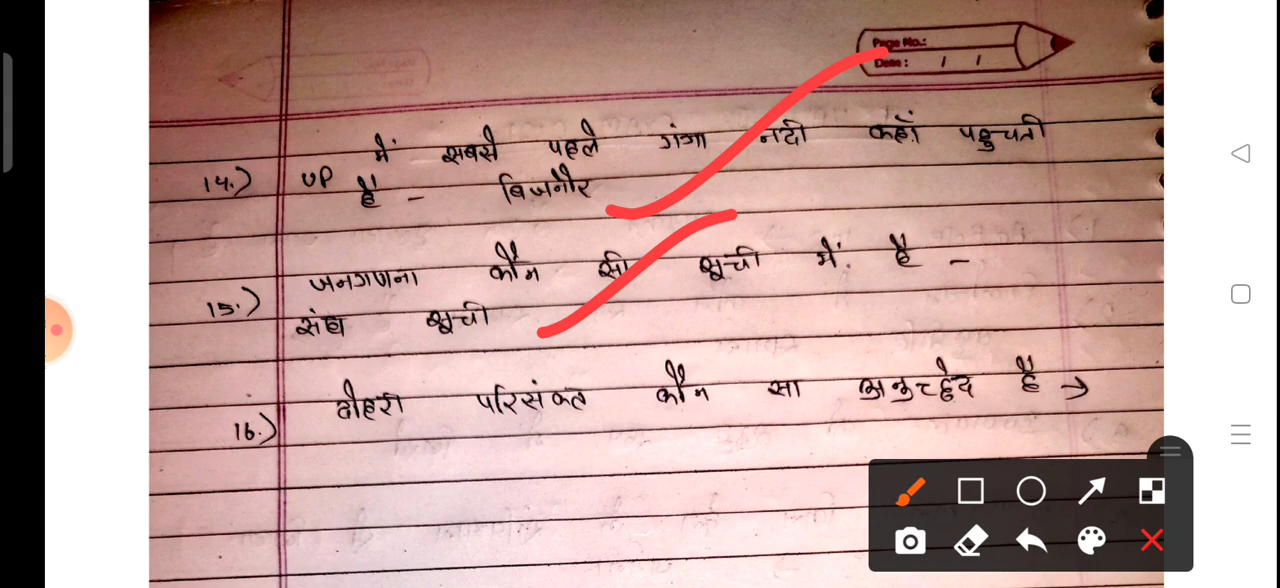 Page No.:
Date : / /
14.) UP में सबसे पहले गंगा नदी कहाँ पहुचती
है - बिजनौर
15.) जनगणना कौन सी सूची में है -
संघ सूची
16.) दोहरी परिसंकट कौन सा अनुच्छेद है →